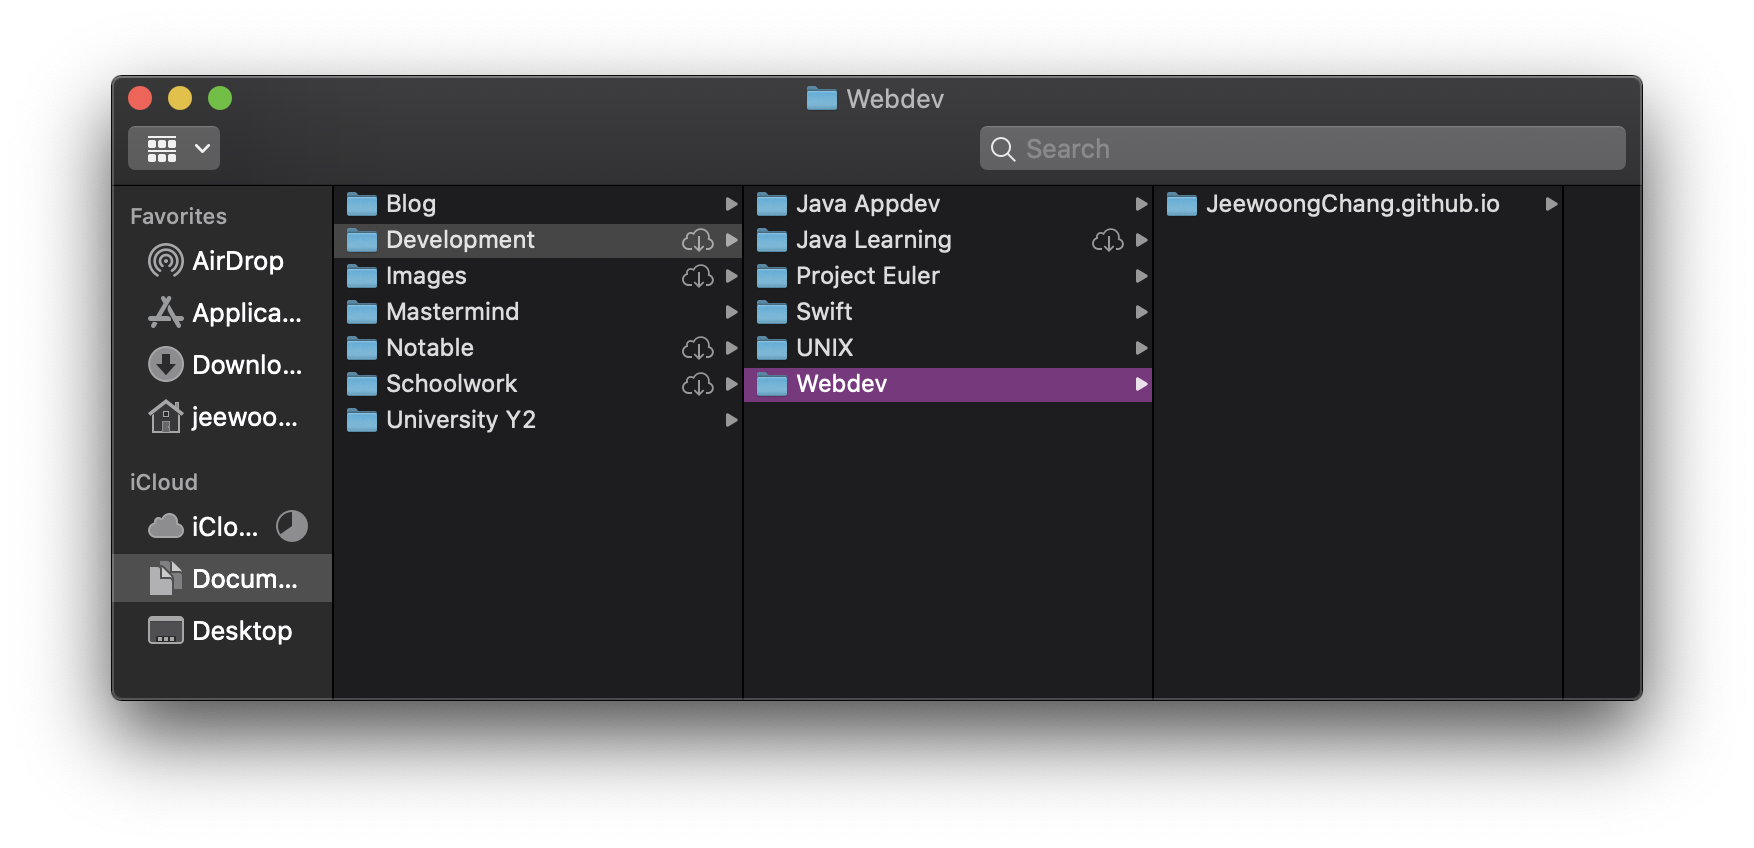 Webdev
Search
Favorites
AirDrop
Applica...
Downlo...
jeewoo...
iCloud
iClo...
Docum...
Desktop
Blog
Development
Images
Mastermind
Notable
Schoolwork
University Y2
Java Appdev
Java Learning
Project Euler
Swift
UNIX
Webdev
JeewoongChang.github.io